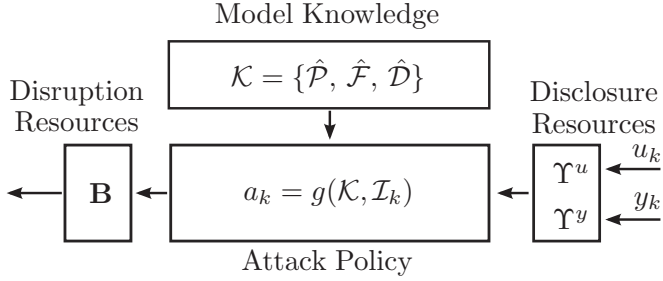 Model Knowledge
𝒦 = {𝒫̂, ℱ̂, 𝒟̂}
Disruption
Resources
Disclosure
Resources
B
a_k = g(𝒦, ℐ_k)
Υ^u
Υ^y
u_k
y_k
Attack Policy